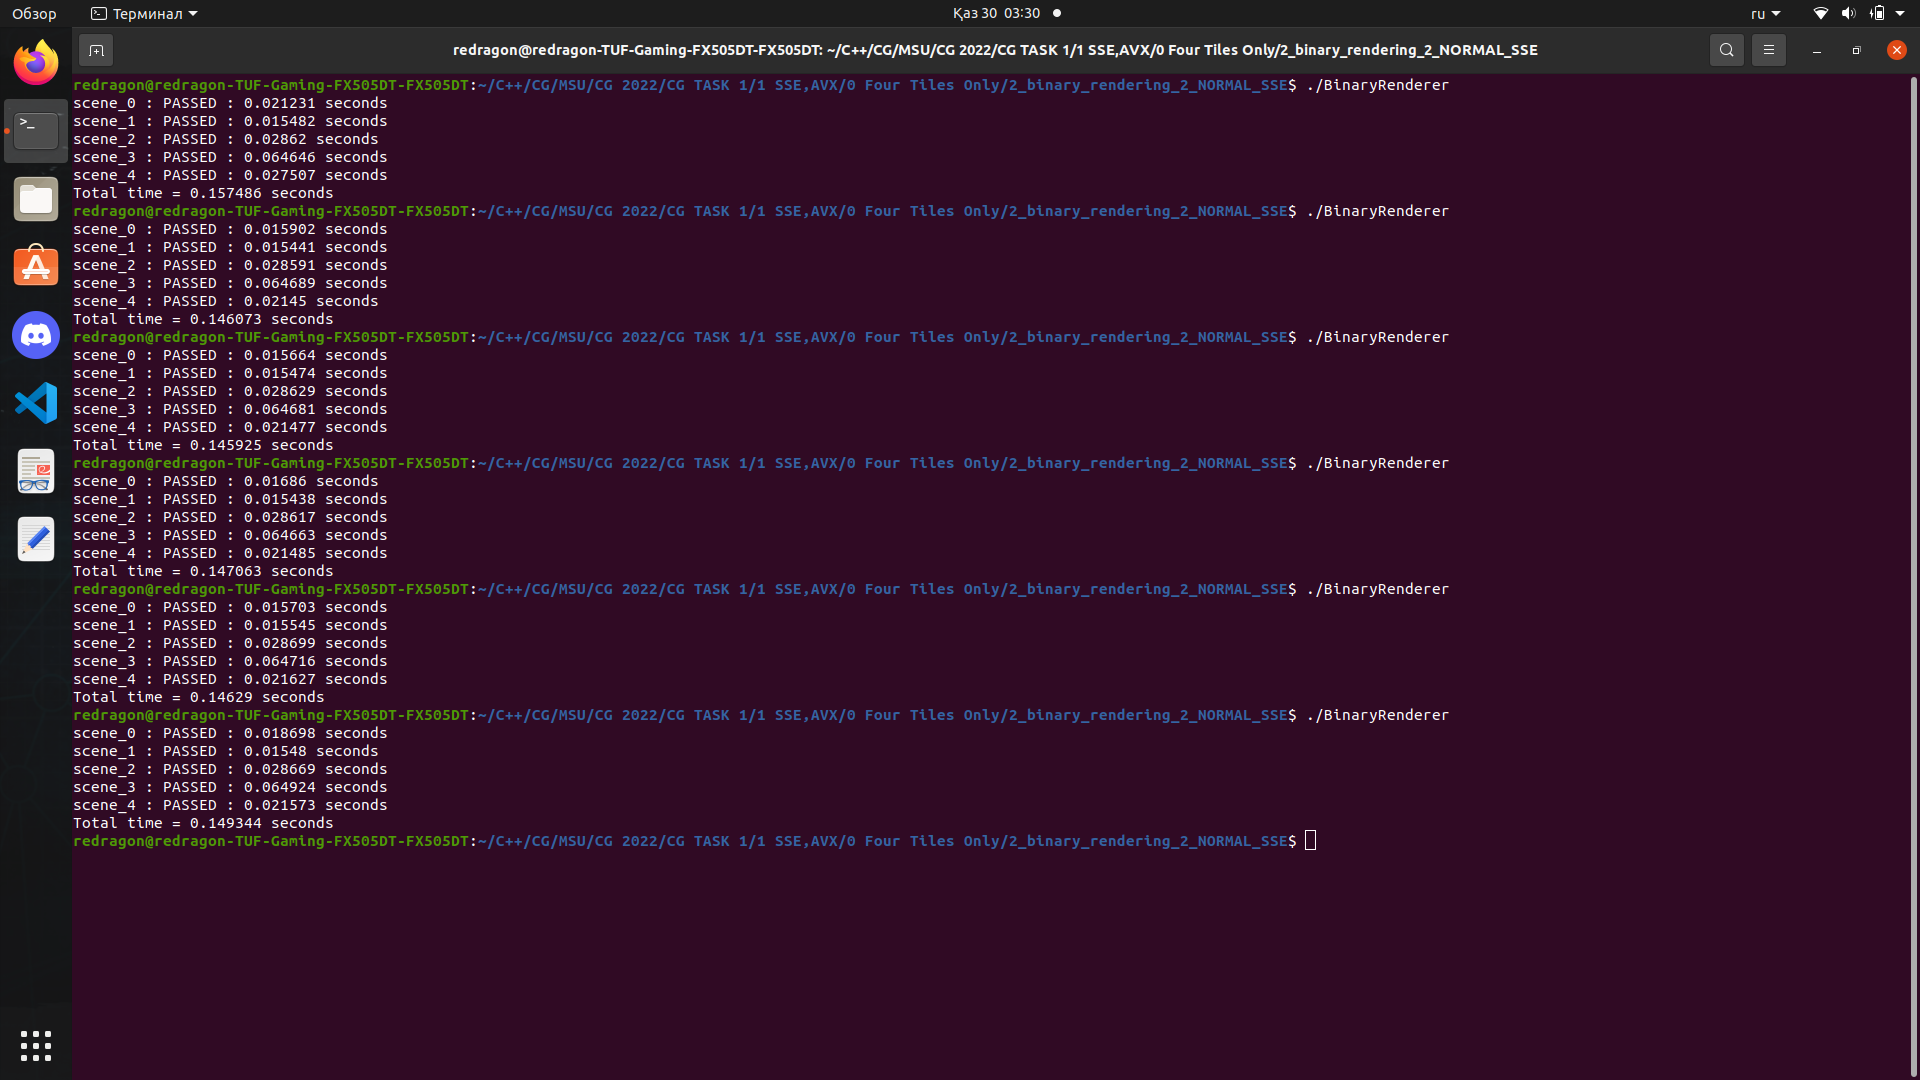 Обзор
Терминал
Қаз 30 03:30
ru
redragon@redragon-TUF-Gaming-FX505DT-FX505DT: ~/C++/CG/MSU/CG 2022/CG TASK 1/1 SSE,AVX/0 Four Tiles Only/2_binary_rendering_2_NORMAL_SSE
redragon@redragon-TUF-Gaming-FX505DT-FX505DT:~/C++/CG/MSU/CG 2022/CG TASK 1/1 SSE,AVX/0 Four Tiles Only/2_binary_rendering_2_NORMAL_SSE$ ./BinaryRenderer
scene_0 : PASSED : 0.021231 seconds
scene_1 : PASSED : 0.015482 seconds
scene_2 : PASSED : 0.02862 seconds
scene_3 : PASSED : 0.064646 seconds
scene_4 : PASSED : 0.027507 seconds
Total time = 0.157486 seconds
redragon@redragon-TUF-Gaming-FX505DT-FX505DT:~/C++/CG/MSU/CG 2022/CG TASK 1/1 SSE,AVX/0 Four Tiles Only/2_binary_rendering_2_NORMAL_SSE$ ./BinaryRenderer
scene_0 : PASSED : 0.015902 seconds
scene_1 : PASSED : 0.015441 seconds
scene_2 : PASSED : 0.028591 seconds
scene_3 : PASSED : 0.064689 seconds
scene_4 : PASSED : 0.02145 seconds
Total time = 0.146073 seconds
redragon@redragon-TUF-Gaming-FX505DT-FX505DT:~/C++/CG/MSU/CG 2022/CG TASK 1/1 SSE,AVX/0 Four Tiles Only/2_binary_rendering_2_NORMAL_SSE$ ./BinaryRenderer
scene_0 : PASSED : 0.015664 seconds
scene_1 : PASSED : 0.015474 seconds
scene_2 : PASSED : 0.028629 seconds
scene_3 : PASSED : 0.064681 seconds
scene_4 : PASSED : 0.021477 seconds
Total time = 0.145925 seconds
redragon@redragon-TUF-Gaming-FX505DT-FX505DT:~/C++/CG/MSU/CG 2022/CG TASK 1/1 SSE,AVX/0 Four Tiles Only/2_binary_rendering_2_NORMAL_SSE$ ./BinaryRenderer
scene_0 : PASSED : 0.01686 seconds
scene_1 : PASSED : 0.015438 seconds
scene_2 : PASSED : 0.028617 seconds
scene_3 : PASSED : 0.064663 seconds
scene_4 : PASSED : 0.021485 seconds
Total time = 0.147063 seconds
redragon@redragon-TUF-Gaming-FX505DT-FX505DT:~/C++/CG/MSU/CG 2022/CG TASK 1/1 SSE,AVX/0 Four Tiles Only/2_binary_rendering_2_NORMAL_SSE$ ./BinaryRenderer
scene_0 : PASSED : 0.015703 seconds
scene_1 : PASSED : 0.015545 seconds
scene_2 : PASSED : 0.028699 seconds
scene_3 : PASSED : 0.064716 seconds
scene_4 : PASSED : 0.021627 seconds
Total time = 0.14629 seconds
redragon@redragon-TUF-Gaming-FX505DT-FX505DT:~/C++/CG/MSU/CG 2022/CG TASK 1/1 SSE,AVX/0 Four Tiles Only/2_binary_rendering_2_NORMAL_SSE$ ./BinaryRenderer
scene_0 : PASSED : 0.018698 seconds
scene_1 : PASSED : 0.01548 seconds
scene_2 : PASSED : 0.028669 seconds
scene_3 : PASSED : 0.064924 seconds
scene_4 : PASSED : 0.021573 seconds
Total time = 0.149344 seconds
redragon@redragon-TUF-Gaming-FX505DT-FX505DT:~/C++/CG/MSU/CG 2022/CG TASK 1/1 SSE,AVX/0 Four Tiles Only/2_binary_rendering_2_NORMAL_SSE$